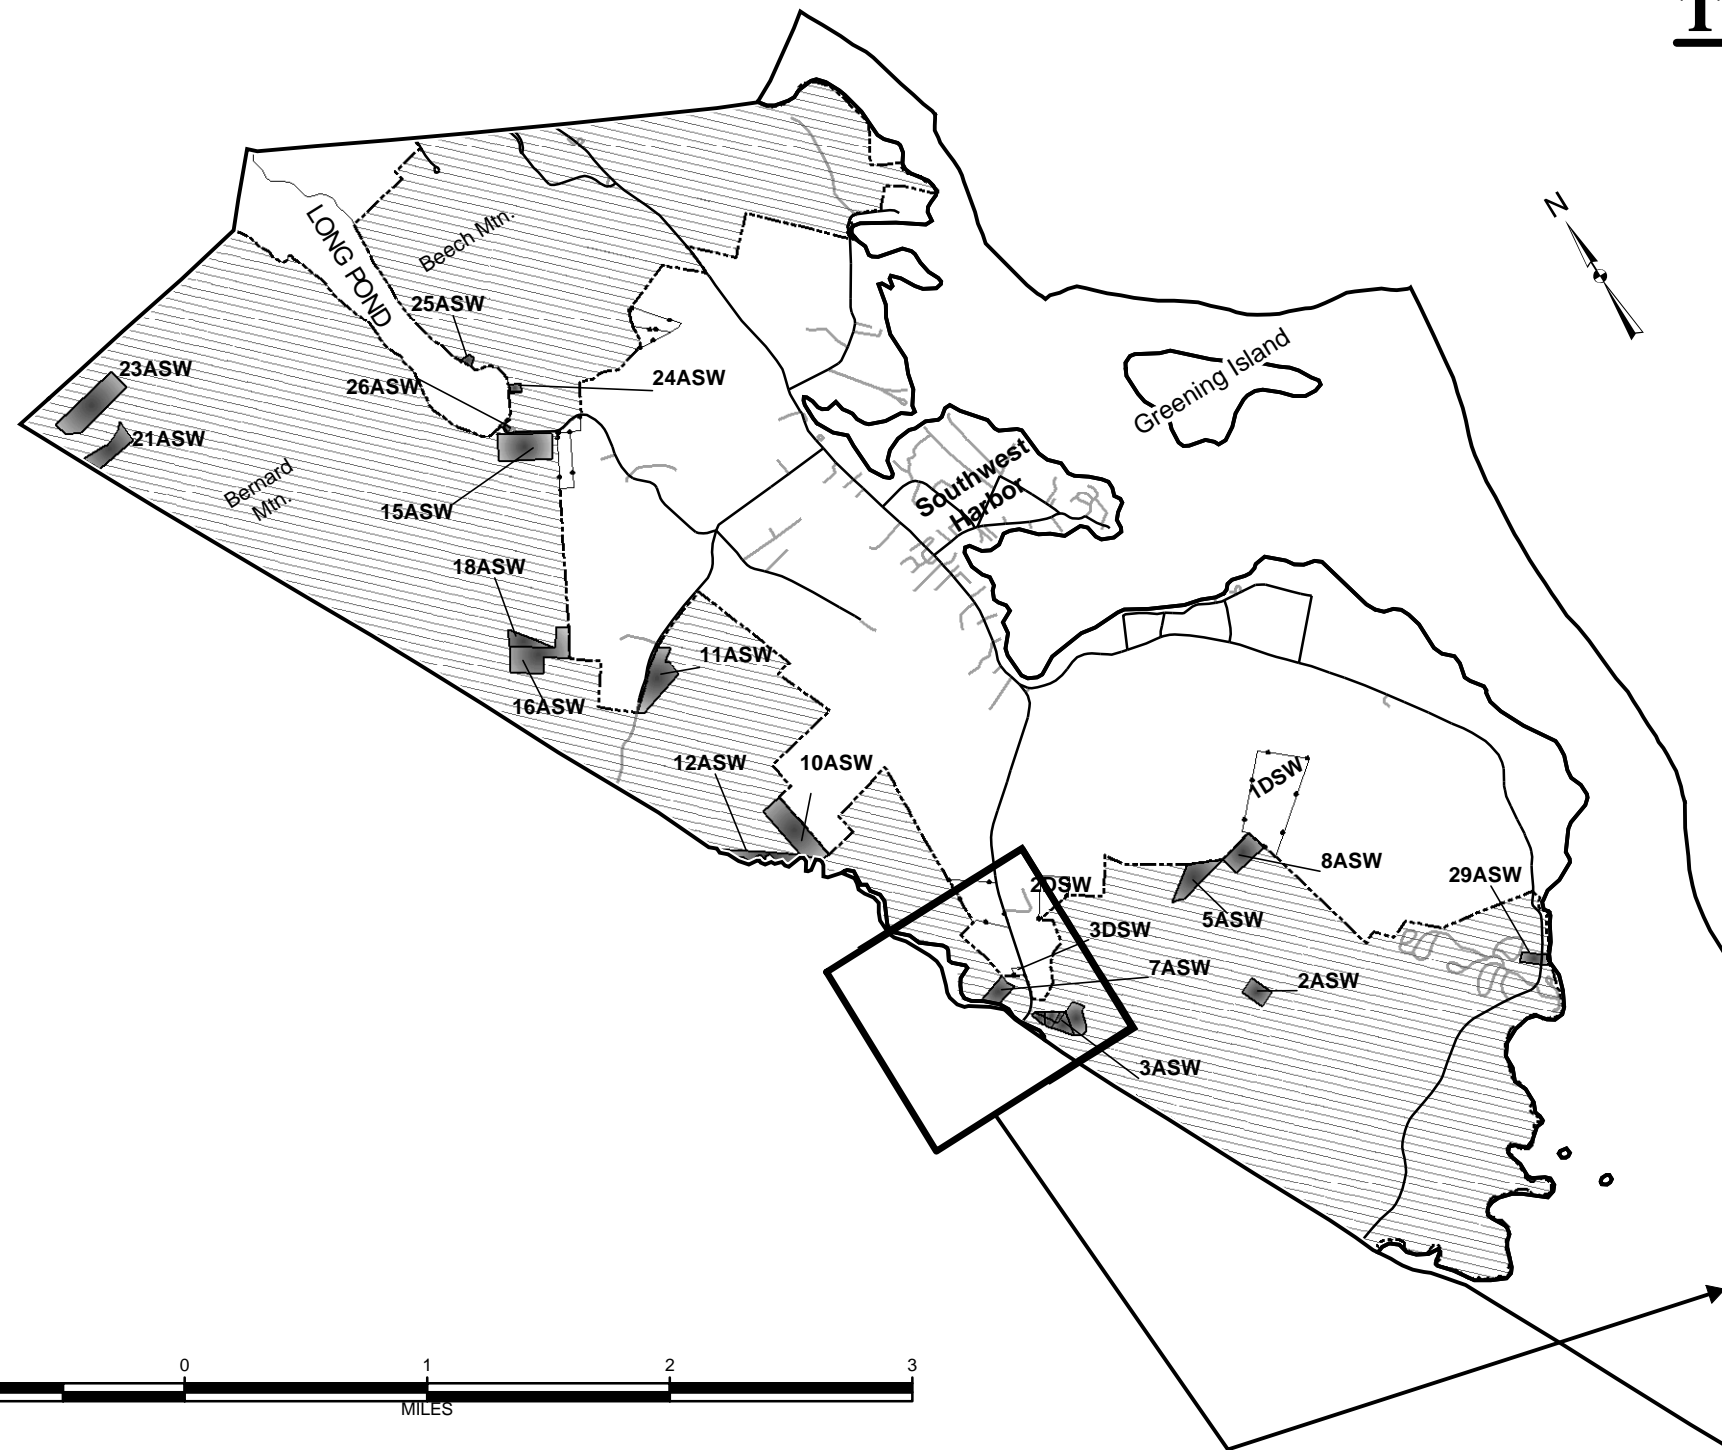 T
N
LONG POND
Beech Mtn.
25ASW
23ASW
26ASW
24ASW
Greening Island
21ASW
Bernard
Mtn.
15ASW
Southwest
Harbor
18ASW
11ASW
16ASW
12ASW
10ASW
1DSW
8ASW
29ASW
2DSW
5ASW
3DSW
7ASW
2ASW
3ASW
0 1 2 3
MILES